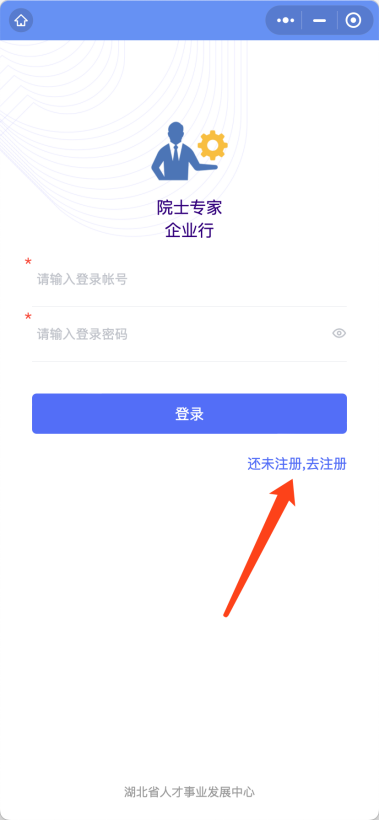 院士专家
企业行
* 请输入登录帐号
* 请输入登录密码
登录
还未注册,去注册
湖北省人才事业发展中心